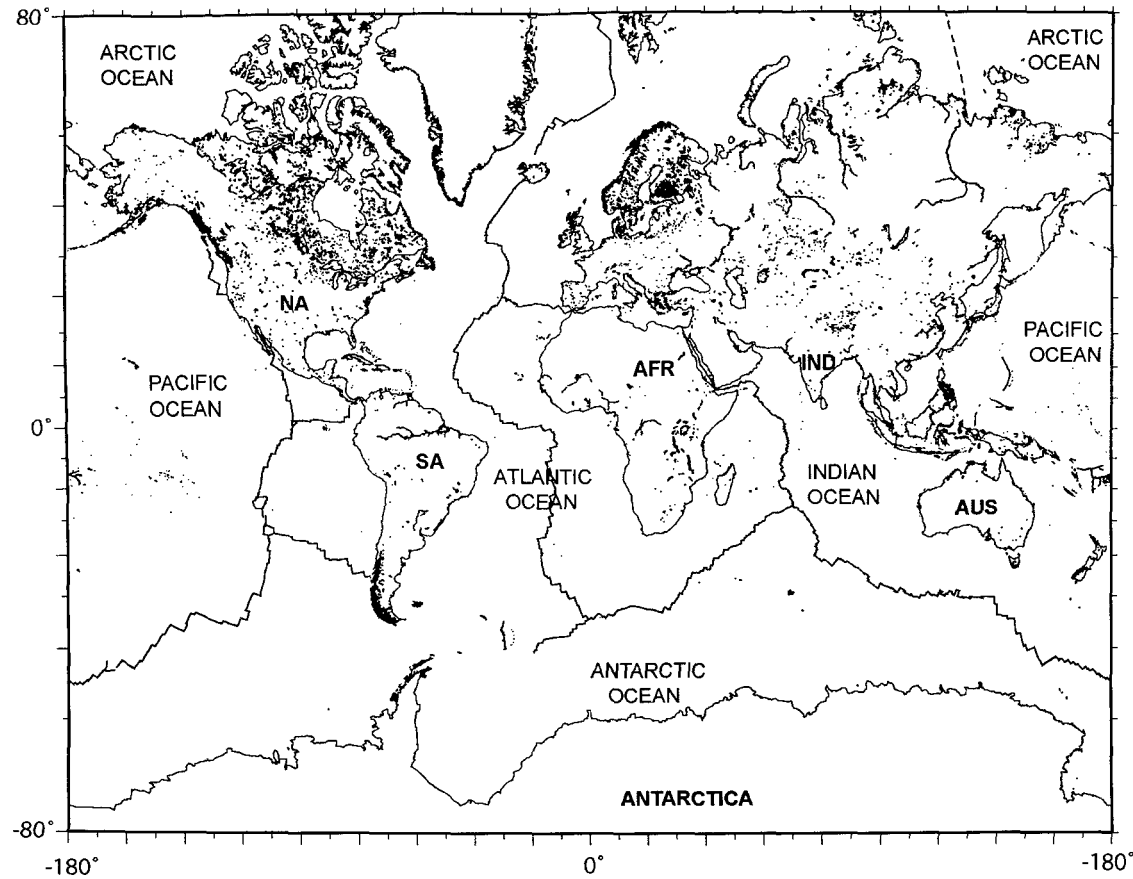 80°
ARCTIC
OCEAN
ARCTIC
OCEAN
NA
PACIFIC
OCEAN
AFR
IND
PACIFIC
OCEAN
0°
SA
ATLANTIC
OCEAN
INDIAN
OCEAN
AUS
ANTARCTIC
OCEAN
ANTARCTICA
-80°
-180°
0°
-180°